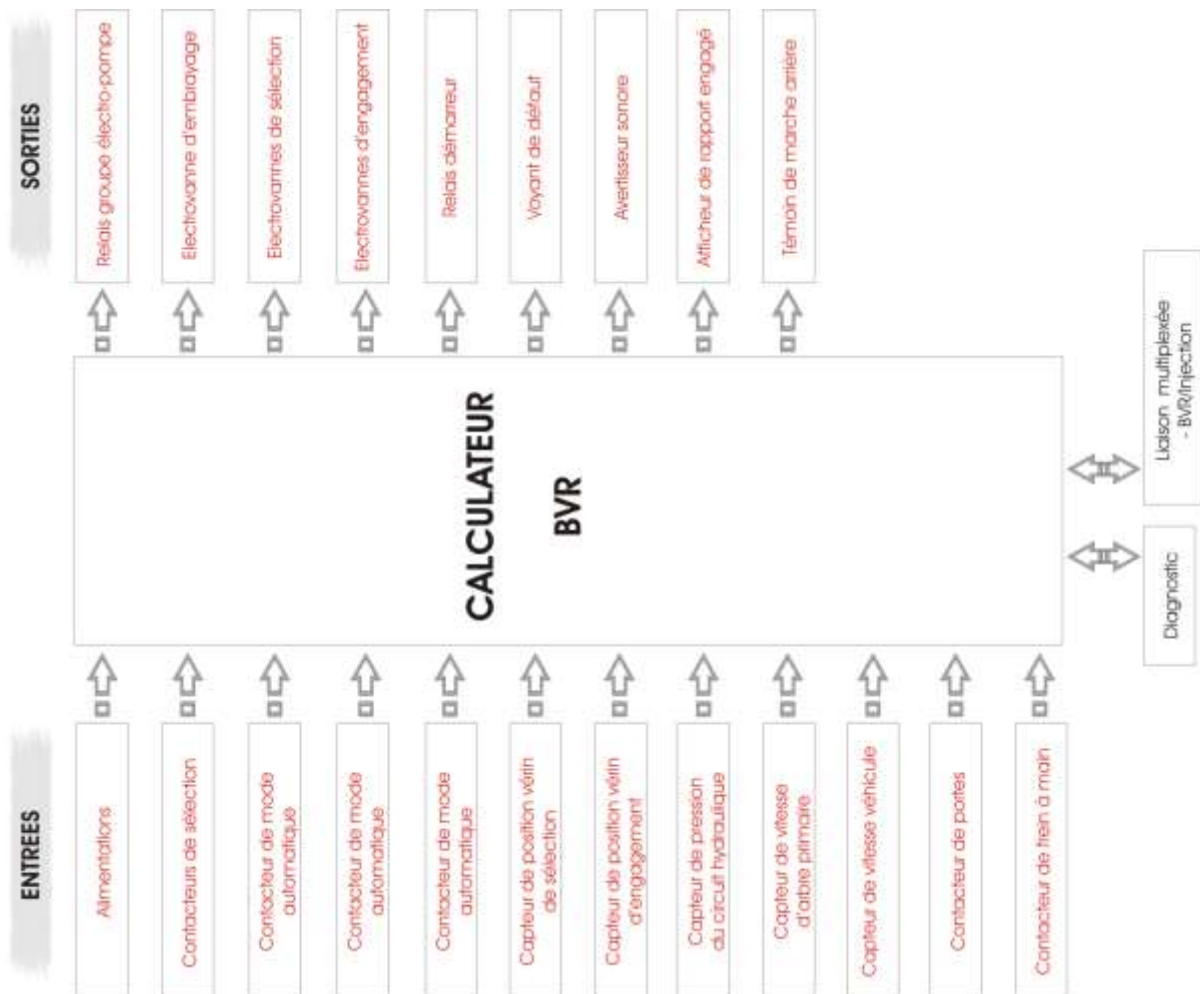 ENTREES
Alimentations
Contacteurs de sélection
Contacteur de mode
automatique
Contacteur de mode
automatique
Contacteur de mode
automatique
Capteur de position vérin
de sélection
Capteur de position vérin
d'engagement
Capteur de pression
du circuit hydraulique
Capteur de vitesse
d'arbre primaire
Capteur de vitesse véhicule
Contacteur de portes
Contacteur de frein à main
CALCULATEUR
BVR
SORTIES
Relais groupe électro-pompe
Electrovanne d'embrayage
Electrovannes de sélection
Electrovannes d'engagement
Relais démarreur
Voyant de défaut
Avertisseur sonore
Afficheur de rapport engagé
Témoin de marche arrière
Diagnostic
Liaison multiplexée
- BVR/Injection